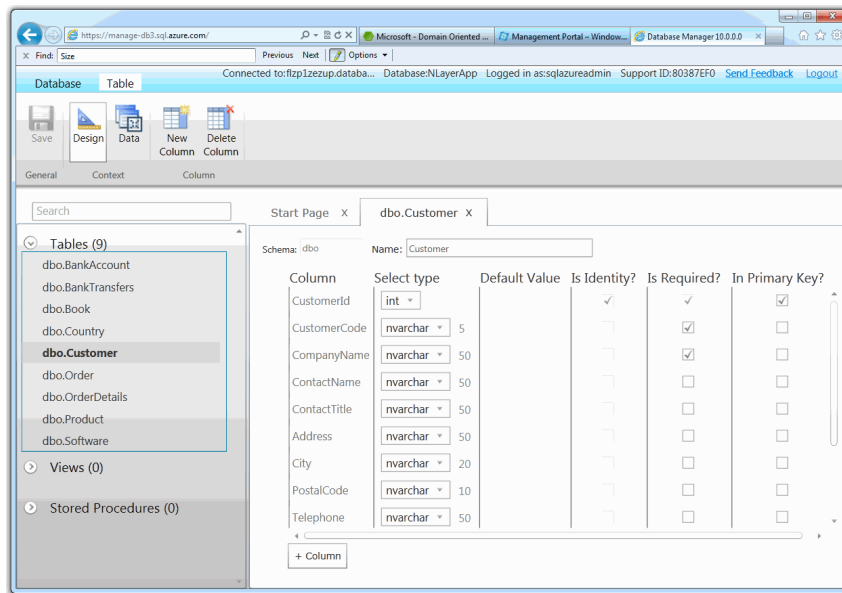 https://manage-db3.sql.azure.com/
Microsoft - Domain Oriented ...
Management Portal – Window...
Database Manager 10.0.0.0
x Find: Size Previous Next Options
Database Table
Connected to:flzp1zezup.databa... Database:NLayerApp Logged in as:sqlazureadmin Support ID:80387EF0 Send Feedback Logout
Save Design Data New Column Delete Column
General Context Column
Search
Tables (9)
dbo.BankAccount
dbo.BankTransfers
dbo.Book
dbo.Country
dbo.Customer
dbo.Order
dbo.OrderDetails
dbo.Product
dbo.Software
Views (0)
Stored Procedures (0)
Start Page X dbo.Customer X
Schema: dbo Name: Customer
Column Select type Default Value Is Identity? Is Required? In Primary Key?
CustomerId int
CustomerCode nvarchar 5
CompanyName nvarchar 50
ContactName nvarchar 50
ContactTitle nvarchar 50
Address nvarchar 50
City nvarchar 20
PostalCode nvarchar 10
Telephone nvarchar 50
+ Column